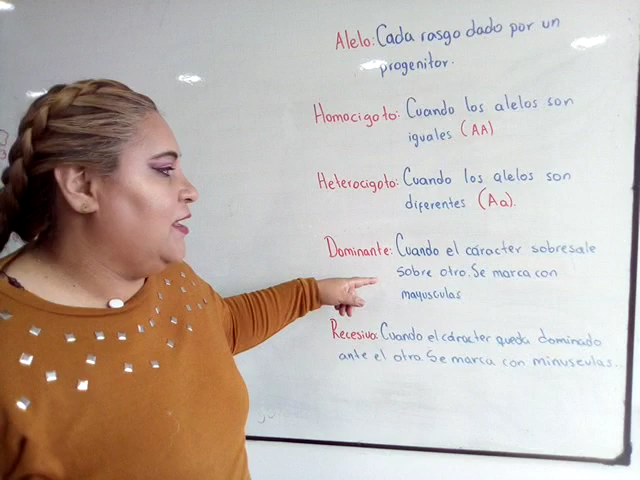 Alelo: Cada rasgo dado por un
progenitor.
Homocigoto: Cuando los alelos son
iguales (AA)
Heterocigoto: Cuando los alelos son
diferentes (Aa).
Dominante: Cuando el cáracter sobresale
sobre otro. Se marca con
mayusculas
Recesivo: Cuando el cáracter queda dominado
ante el otro. Se marca con minusculas..